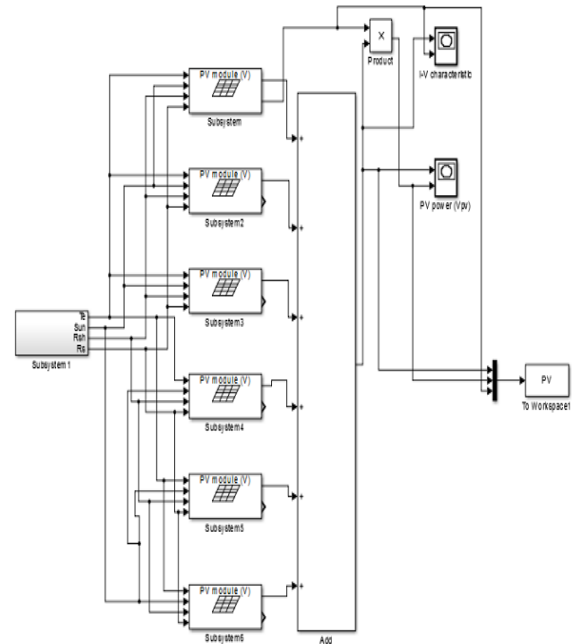 PV module (V)
Subsystem
Product
I-V characteristic
PV module (V)
Subsystem2
PV power (Vpv)
PV module (V)
Subsystem3
Te
Sun
Rsh
Rs
Subsystem1
PV module (V)
Subsystem4
PV
To Workspace1
PV module (V)
Subsystem5
PV module (V)
Subsystem6
Add